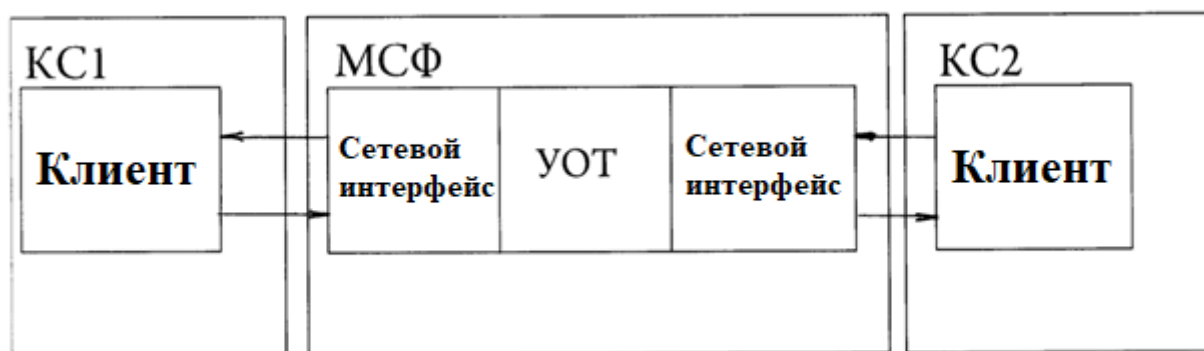 КС1
Клиент
МСФ
Сетевой
интерфейс
УОТ
Сетевой
интерфейс
КС2
Клиент